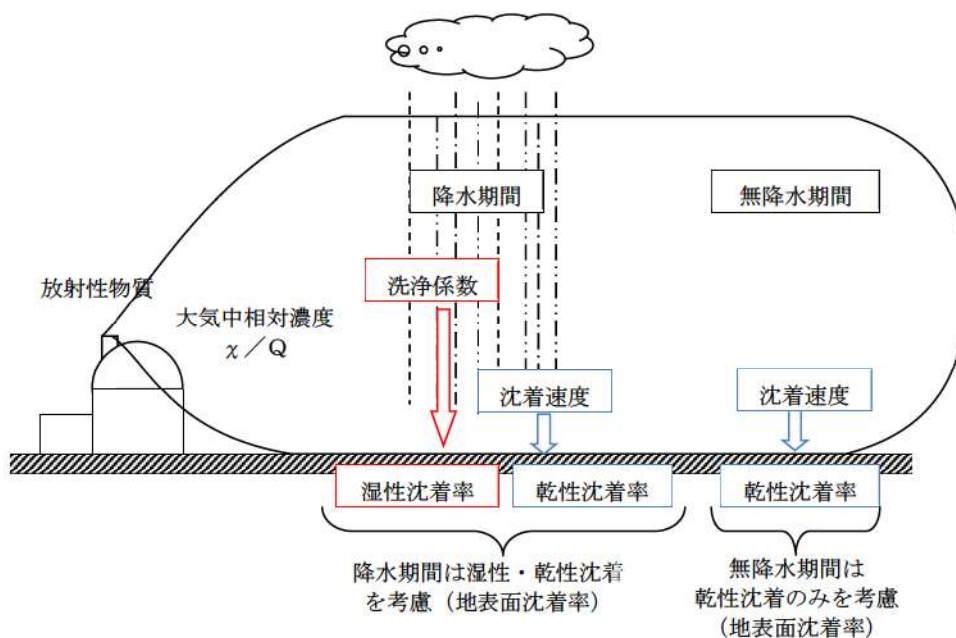 降水期間
無降水期間
洗浄係数
放射性物質
大気中相対濃度
χ／Q
沈着速度
沈着速度
湿性沈着率
乾性沈着率
乾性沈着率
降水期間は湿性・乾性沈着
を考慮（地表面沈着率）
無降水期間は
乾性沈着のみを考慮
（地表面沈着率）